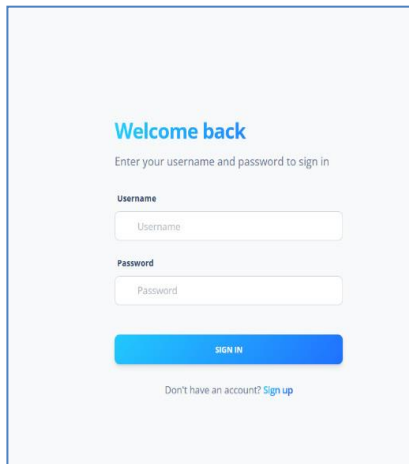 Welcome back
Enter your username and password to sign in
Username
Username
Password
Password
SIGN IN
Don't have an account? Sign up